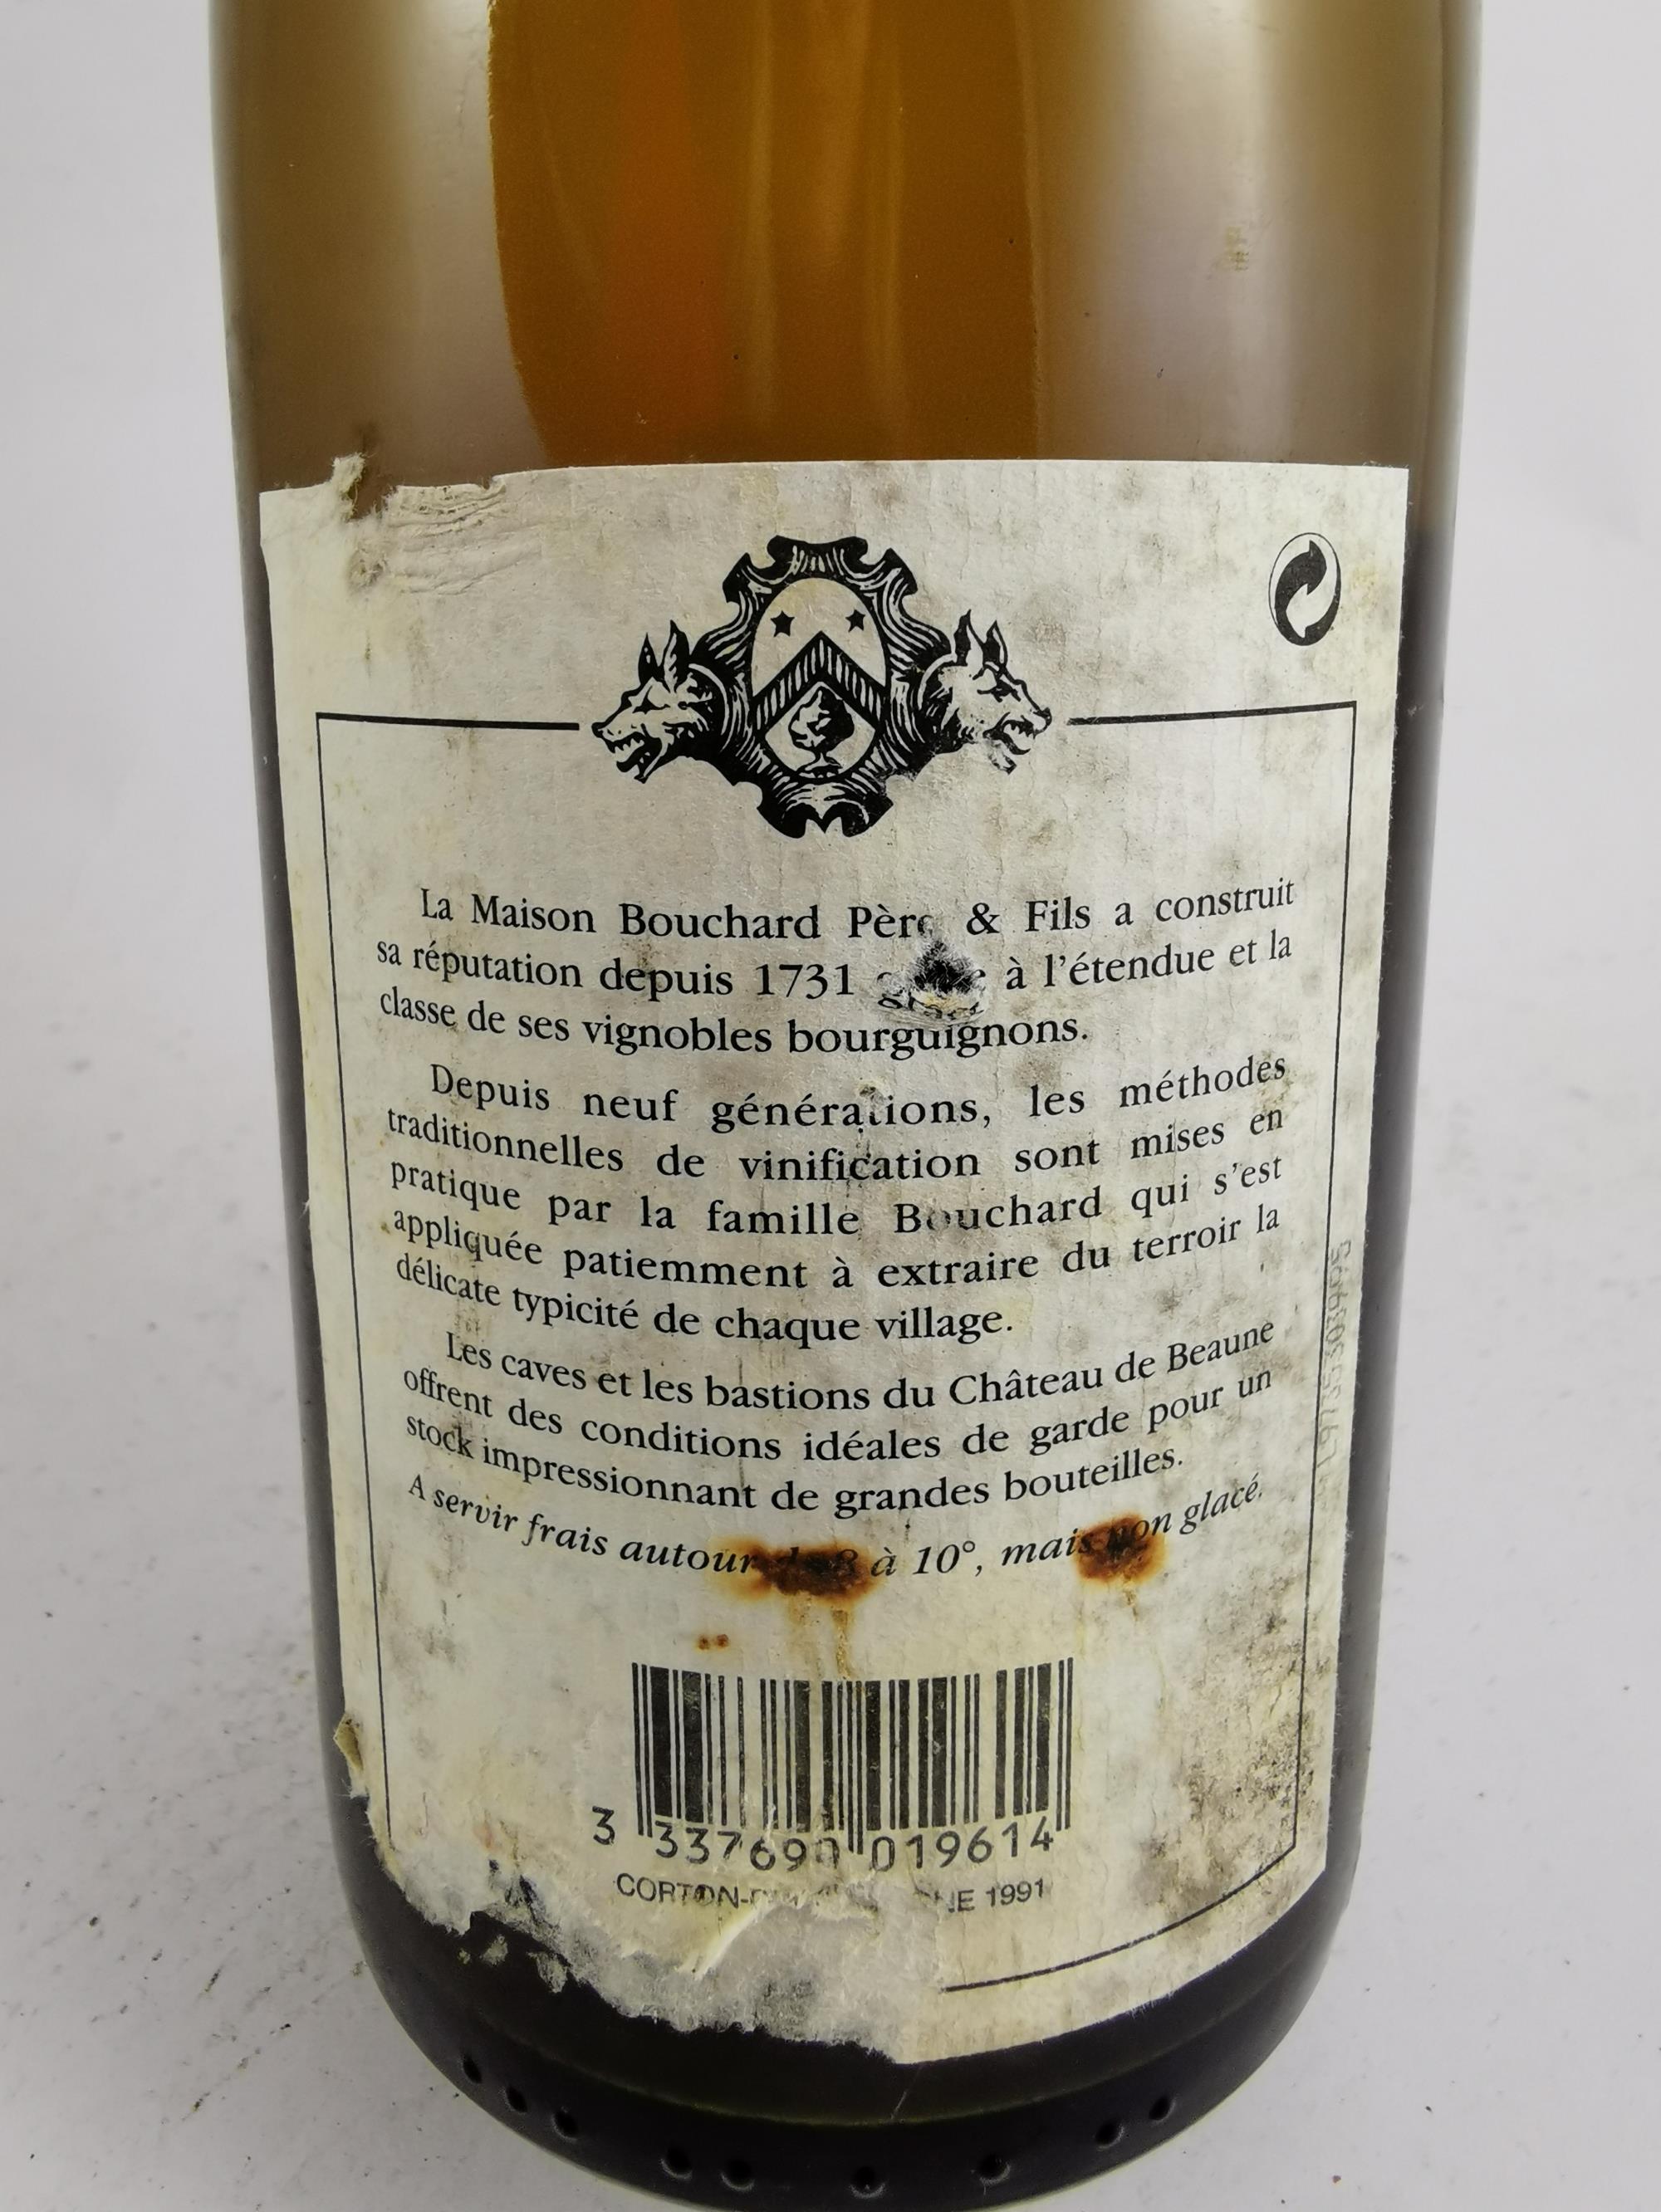 La Maison Bouchard Père & Fils a construit
sa réputation depuis 1731 à l'étendue et la
classe de ses vignobles bourguignons.
Depuis neuf générations, les méthodes
traditionnelles de vinification sont mises en
pratique par la famille Bouchard qui s'est
appliquée patiemment à extraire du terroir la
délicate typicité de chaque village.
Les caves et les bastions du Château de Beaune
offrent des conditions idéales de garde pour un
stock impressionnant de grandes bouteilles.
A servir frais autour de 8 à 10°, mais non glacé.
3 337690 019614
1991